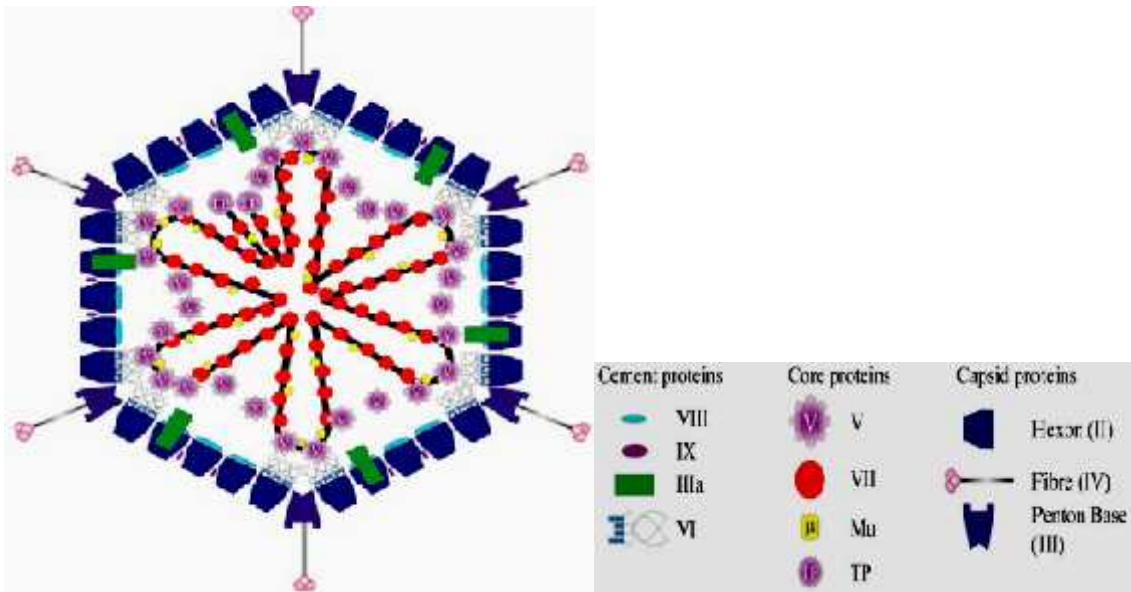 Cement proteins Core proteins Capsid proteins
VIII V V Hexon (II)
IX
IIIa VII Fibre (IV)
VI μ Mu Penton Base
(III)
TP